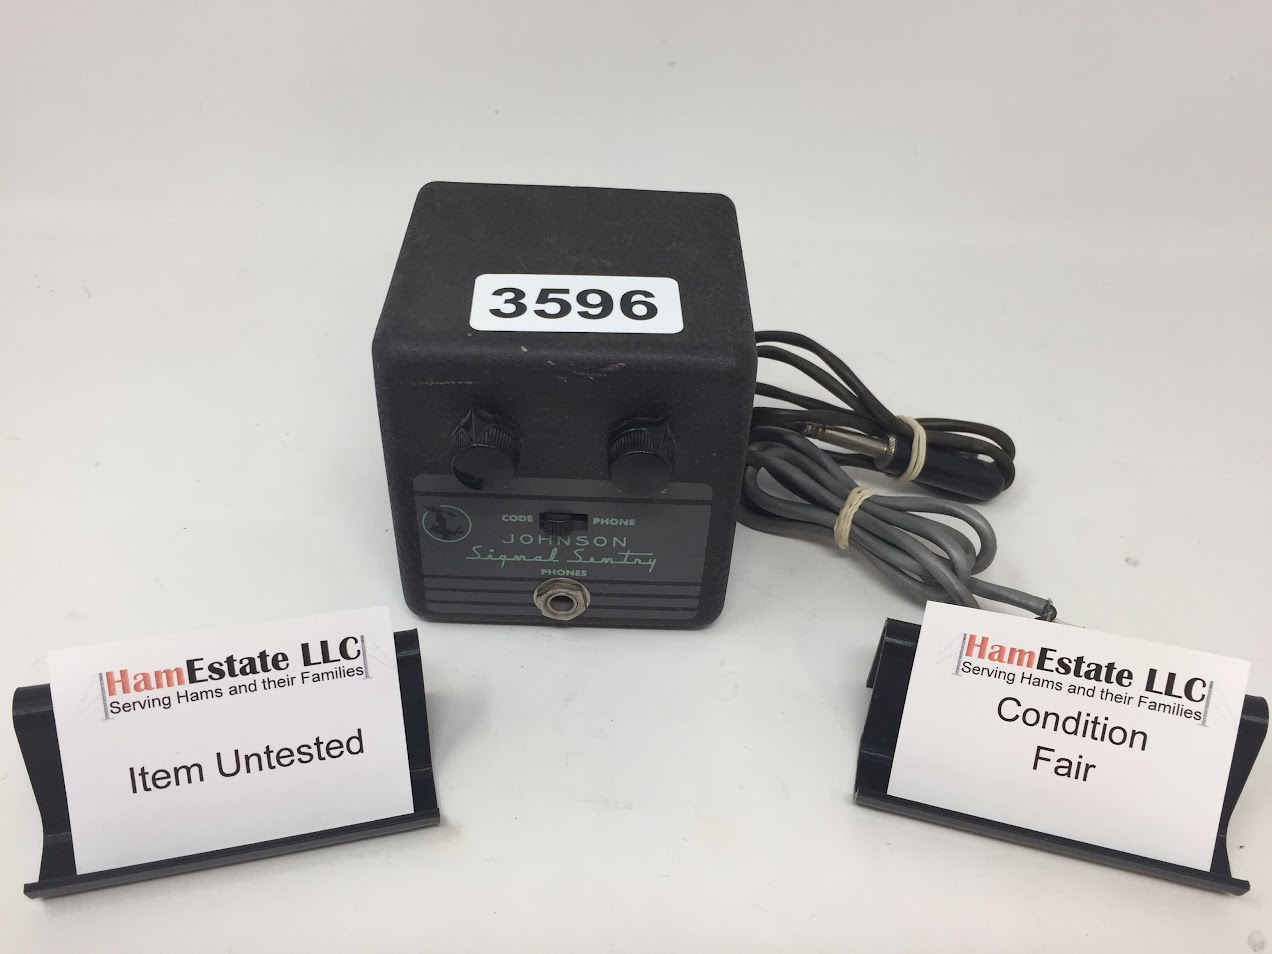 3596
CODE PHONE
JOHNSON
Signal Sentry
PHONES
HamEstate LLC
Serving Hams and their Families
Item Untested
HamEstate LLC
Serving Hams and their Families
Condition
Fair